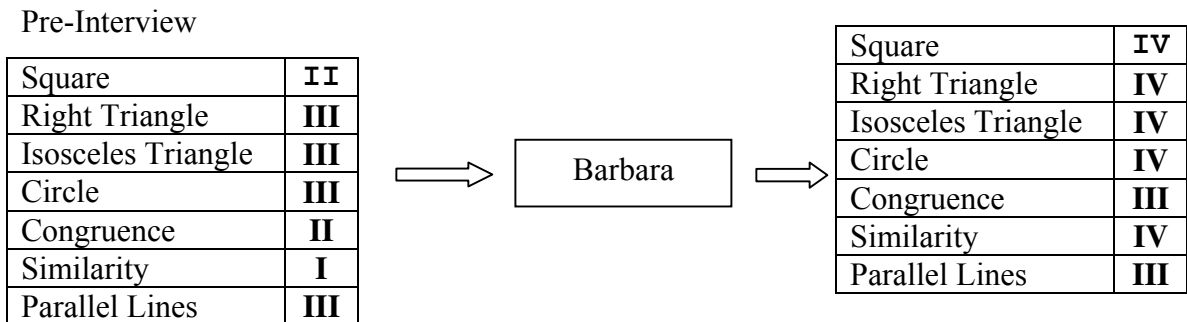 Pre-Interview
Square II
Right Triangle III
Isosceles Triangle III
Circle III
Congruence II
Similarity I
Parallel Lines III
Barbara
Square IV
Right Triangle IV
Isosceles Triangle IV
Circle IV
Congruence III
Similarity IV
Parallel Lines III